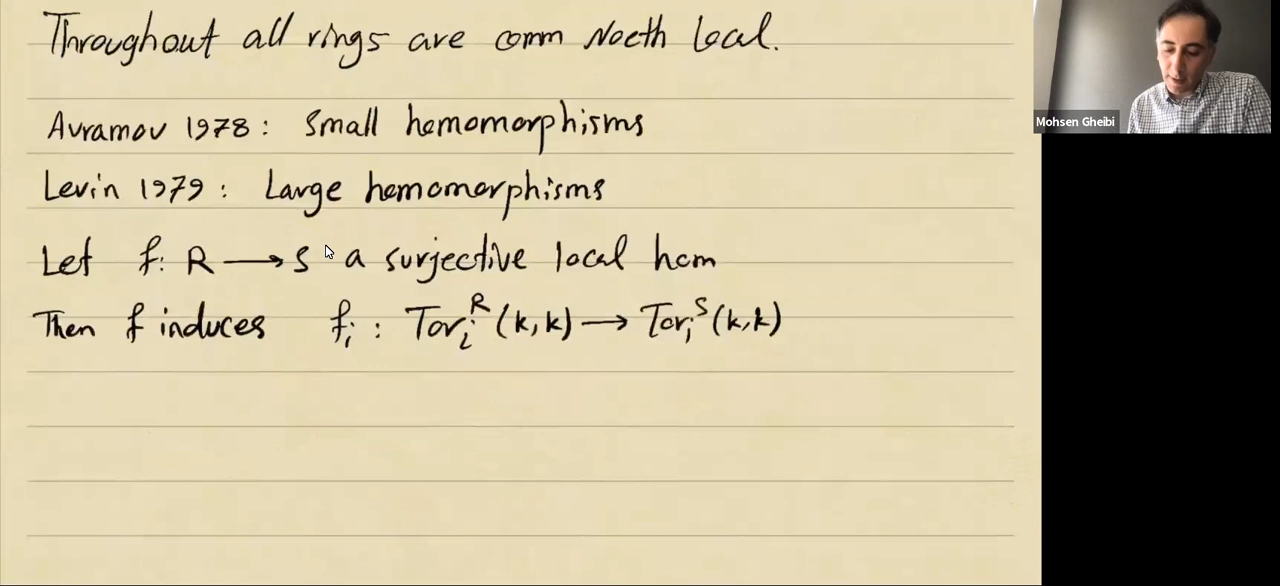 Throughout all rings are comm Noeth local.
Avramov 1978: Small homomorphisms
Levin 1979: Large homomorphisms
Let f: R ⟶ S a surjective local hom
Then f induces f_i : Tor_i^R (k,k) ⟶ Tor_i^S (k,k)
Mohsen Gheibi